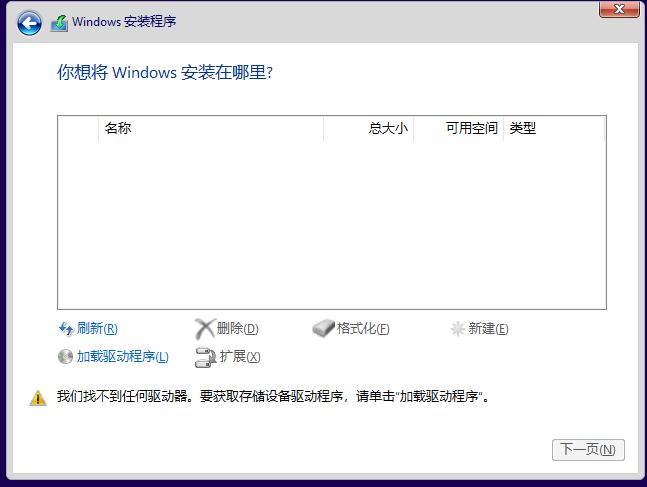 Windows 安装程序
你想将 Windows 安装在哪里?
名称 总大小 可用空间 类型
刷新(R) 删除(D) 格式化(F) 新建(E)
加载驱动程序(L) 扩展(X)
我们找不到任何驱动器。要获取存储设备驱动程序，请单击"加载驱动程序"。
下一页(N)